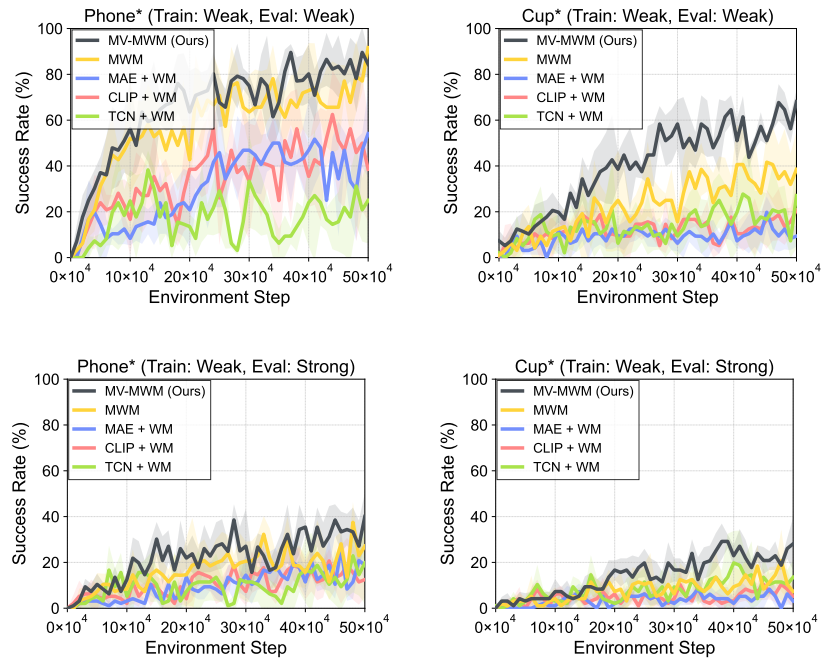 Phone* (Train: Weak, Eval: Weak)
Success Rate (%)
100
80
60
40
20
0
MV-MWM (Ours)
MWM
MAE + WM
CLIP + WM
TCN + WM
0×10⁴ 10×10⁴ 20×10⁴ 30×10⁴ 40×10⁴ 50×10⁴
Environment Step
Cup* (Train: Weak, Eval: Weak)
Success Rate (%)
100
80
60
40
20
0
MV-MWM (Ours)
MWM
MAE + WM
CLIP + WM
TCN + WM
0×10⁴ 10×10⁴ 20×10⁴ 30×10⁴ 40×10⁴ 50×10⁴
Environment Step
Phone* (Train: Weak, Eval: Strong)
Success Rate (%)
100
80
60
40
20
0
MV-MWM (Ours)
MWM
MAE + WM
CLIP + WM
TCN + WM
0×10⁴ 10×10⁴ 20×10⁴ 30×10⁴ 40×10⁴ 50×10⁴
Environment Step
Cup* (Train: Weak, Eval: Strong)
Success Rate (%)
100
80
60
40
20
0
MV-MWM (Ours)
MWM
MAE + WM
CLIP + WM
TCN + WM
0×10⁴ 10×10⁴ 20×10⁴ 30×10⁴ 40×10⁴ 50×10⁴
Environment Step